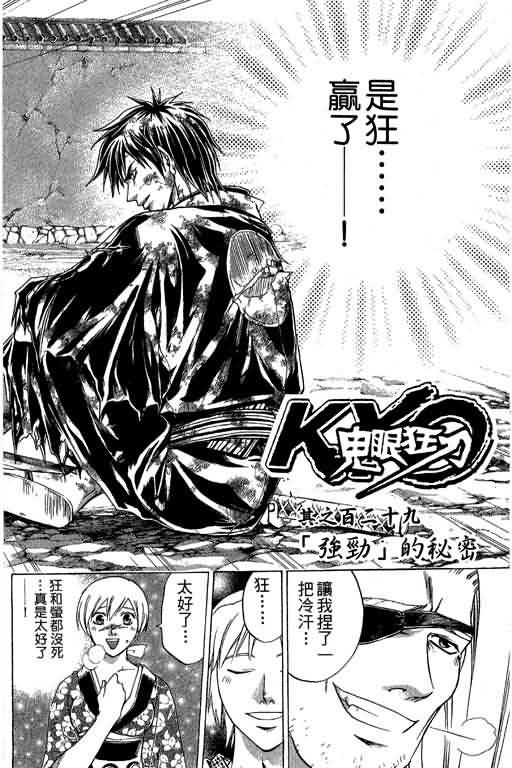 是狂……
贏了——！
KYO
鬼眼狂刀
其之百二十九
「強勁」的秘密
讓我捏了一
把冷汗…
狂…
太好了…
狂和螢都沒死
…真是太好了
——！